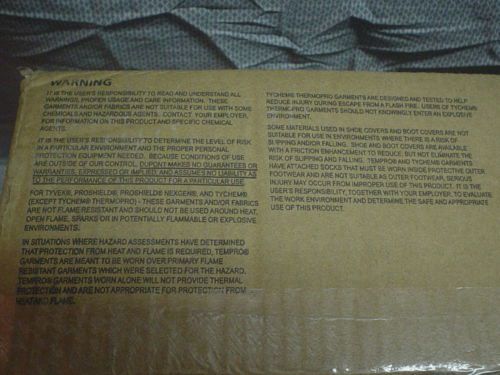 WARNING
IT IS THE USER'S RESPONSIBILITY TO READ AND UNDERSTAND ALL
WARNINGS, PROPER USAGE AND CARE INFORMATION. THESE
GARMENTS AND/OR FABRICS ARE NOT SUITABLE FOR USE WITH SOME
CHEMICALS AND HAZARDOUS AGENTS. CONTACT YOUR EMPLOYER,
FOR INFORMATION ON THIS PRODUCT AND SPECIFIC CHEMICAL
AGENTS.
IT IS THE USER'S RESPONSIBILITY TO DETERMINE THE LEVEL OF RISK
IN A PARTICULAR ENVIRONMENT AND THE PROPER PERSONAL
PROTECTION EQUIPMENT NEEDED. BECAUSE CONDITIONS OF USE
ARE OUTSIDE OF OUR CONTROL, DUPONT MAKES NO GUARANTEES OR
WARRANTIES, EXPRESSED OR IMPLIED, AND ASSUMES NO LIABILITY AS
TO THE PERFORMANCE OF THIS PRODUCT FOR A PARTICULAR USE.
FOR TYVEK®, PROSHIELD®, PROSHIELD® NEXGEN®, AND TYCHEM®
(EXCEPT TYCHEM® THERMOPRO) - THESE GARMENTS AND/OR FABRICS
ARE NOT FLAME RESISTANT AND SHOULD NOT BE USED AROUND HEAT,
OPEN FLAME, SPARKS OR IN POTENTIALLY FLAMMABLE OR EXPLOSIVE
ENVIRONMENTS.
IN SITUATIONS WHERE HAZARD ASSESSMENTS HAVE DETERMINED
THAT PROTECTION FROM HEAT AND FLAME IS REQUIRED, TEMPRO®
GARMENTS ARE MEANT TO BE WORN OVER PRIMARY FLAME
RESISTANT GARMENTS WHICH WERE SELECTED FOR THE HAZARD.
TEMPRO® GARMENTS WORN ALONE WILL NOT PROVIDE THERMAL
PROTECTION AND ARE NOT APPROPRIATE FOR PROTECTION FROM
HEAT AND FLAME.
TYCHEM® THERMOPRO GARMENTS ARE DESIGNED AND TESTED TO HELP
REDUCE INJURY DURING ESCAPE FROM A FLASH FIRE. USERS OF TYCHEM®
THERMOPRO GARMENTS SHOULD NOT KNOWINGLY ENTER AN EXPLOSIVE
ENVIRONMENT.
SOME MATERIALS USED IN SHOE COVERS AND BOOT COVERS ARE NOT
SUITABLE FOR USE IN ENVIRONMENTS WHERE THERE IS A RISK OF
SLIPPING AND/OR FALLING. SHOE AND BOOT COVERS ARE AVAILABLE
WITH A FRICTION ENHANCEMENT TO REDUCE, BUT NOT ELIMINATE THE
RISK OF SLIPPING AND FALLING. TEMPRO® AND TYCHEM® GARMENTS
HAVE ATTACHED SOCKS THAT MUST BE WORN INSIDE PROTECTIVE OUTER
FOOTWEAR AND ARE NOT SUITABLE AS OUTER FOOTWEAR, SERIOUS
INJURY MAY OCCUR FROM IMPROPER USE OF THIS PRODUCT. IT IS THE
USER'S RESPONSIBILITY, TOGETHER WITH YOUR EMPLOYER, TO EVALUATE
THE WORK ENVIRONMENT AND DETERMINE THE SAFE AND APPROPRIATE
USE OF THIS PRODUCT.